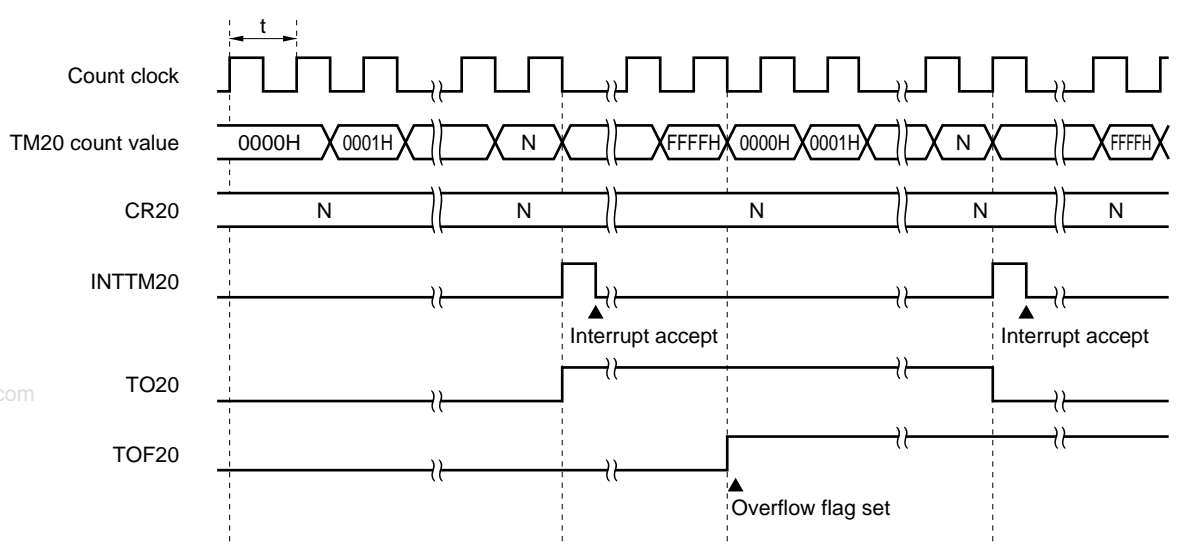 t
Count clock
TM20 count value 0000H 0001H N FFFFH 0000H 0001H N FFFFH
CR20 N N N N N
INTTM20
Interrupt accept Interrupt accept
TO20
com
TOF20
Overflow flag set